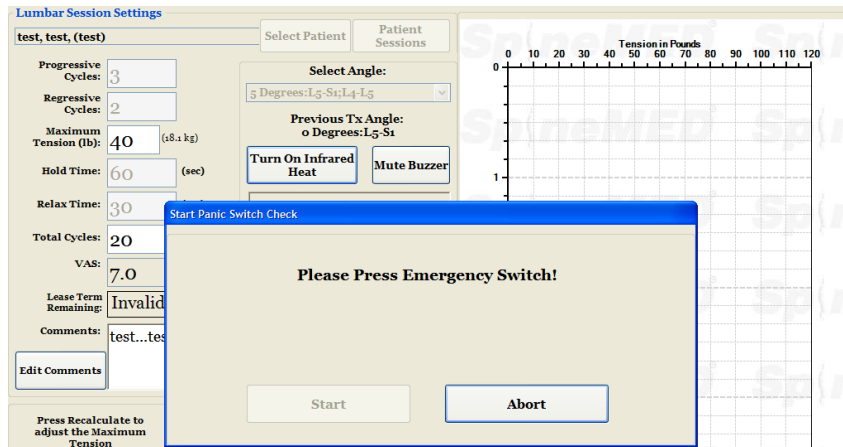 Lumbar Session Settings
test, test, (test)
Select Patient
Patient
Sessions
Progressive
Cycles:
3
Regressive
Cycles:
2
Maximum
Tension (lb):
40
(18.1 kg)
Hold Time:
60
(sec)
Relax Time:
30
Total Cycles:
20
VAS:
7.0
Lease Term
Remaining:
Invalid
Comments:
test...tes
Edit Comments
Press Recalculate to
adjust the Maximum
Tension
Select Angle:
5 Degrees:L5-S1;L4-L5
Previous Tx Angle:
0 Degrees:L5-S1
Turn On Infrared
Heat
Mute Buzzer
Start Panic Switch Check
Please Press Emergency Switch!
Start
Abort
SpineMED
Tension in Pounds
0 10 20 30 40 50 60 70 80 90 100 110 120
0
1
SpineMED